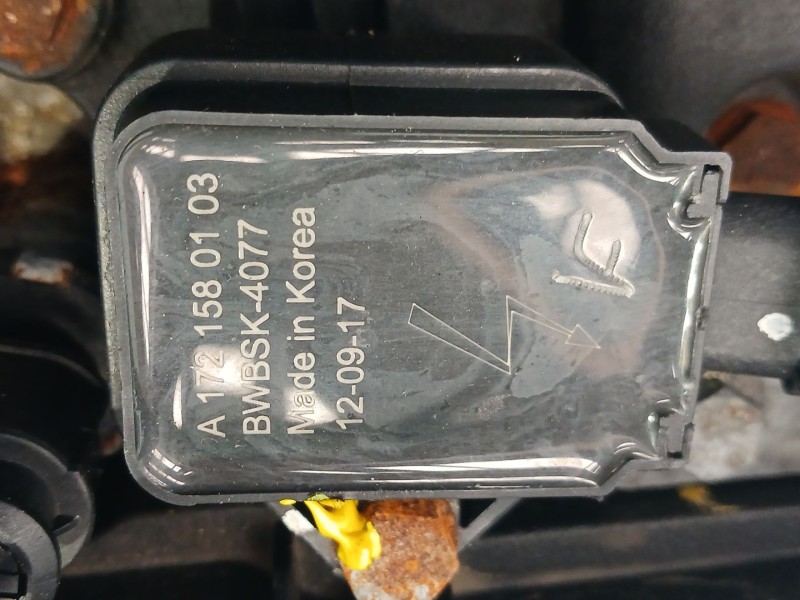 A 172 158 01 03
BWBSK-4077
Made in Korea
12-09-17